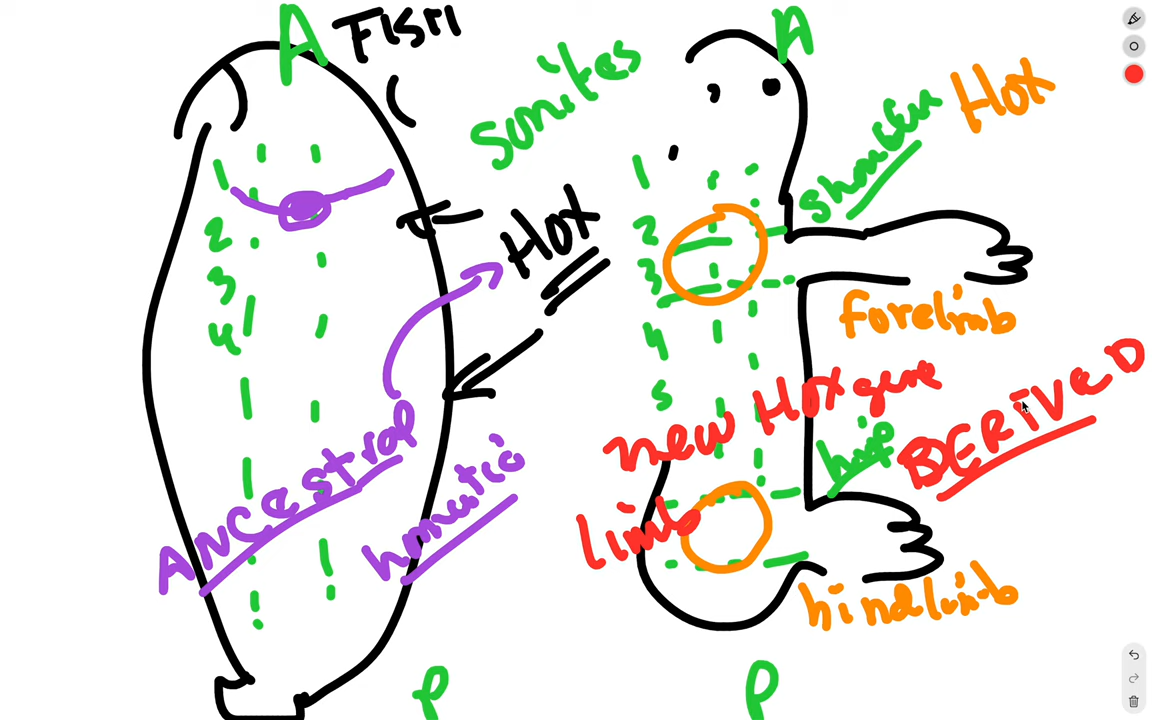 A FISH
A
somites
Hox
shoulder
1
2
3
4
Hox
1
2
3
4
5
forelimb
new Hox gene
limb
DERIVED
hip
ANCESTRAL
hindlimb
P
P